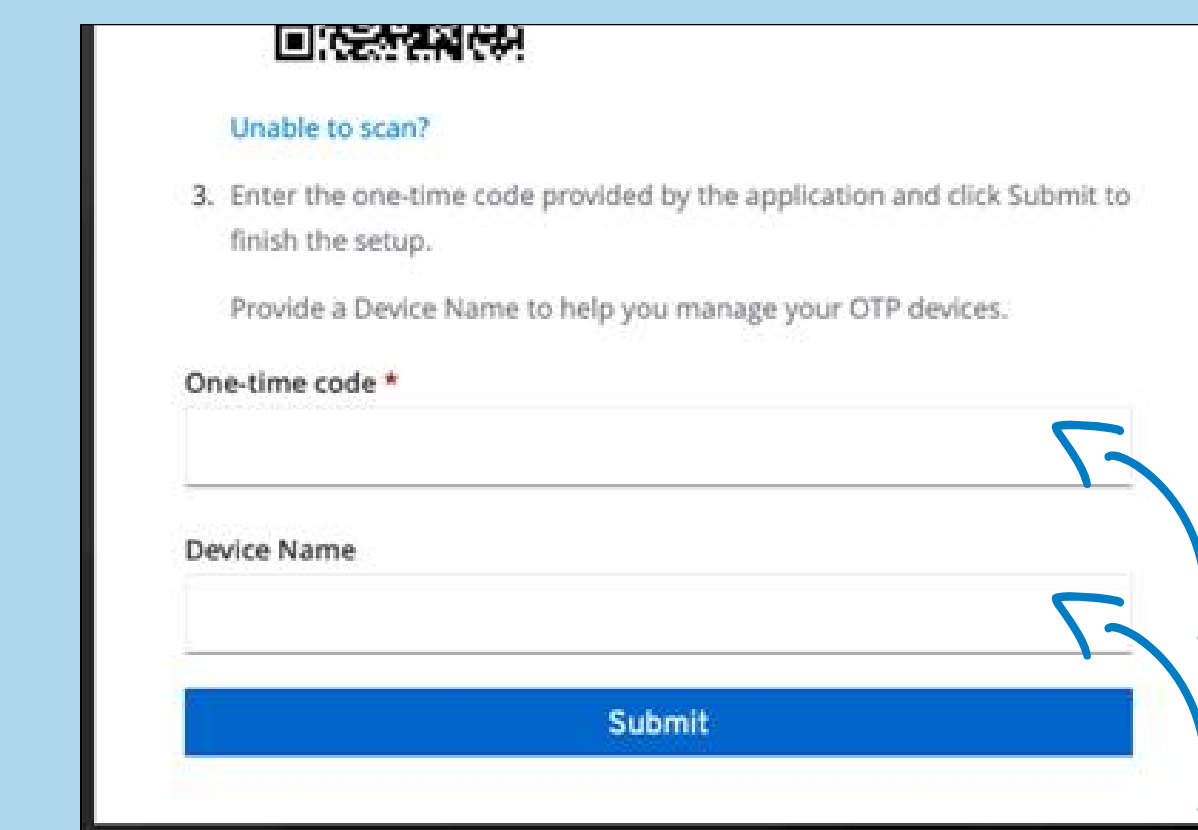 Unable to scan?
3. Enter the one-time code provided by the application and click Submit to
finish the setup.
Provide a Device Name to help you manage your OTP devices.
One-time code *
Device Name
Submit